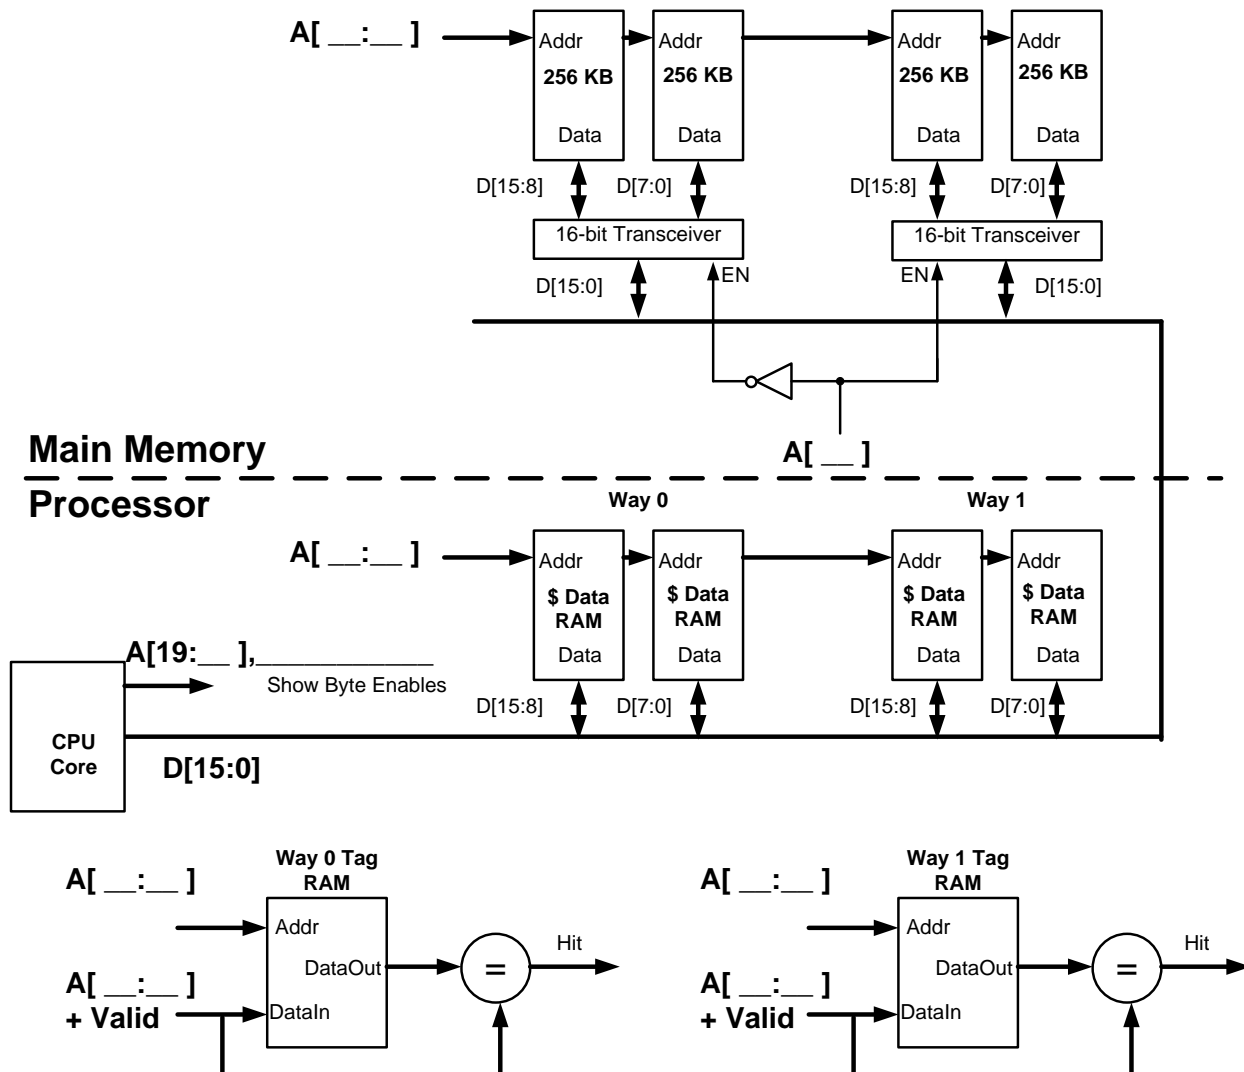 A[ __:__ ]
Addr Addr Addr Addr
256 KB 256 KB 256 KB 256 KB
Data Data Data Data
D[15:8] D[7:0] D[15:8] D[7:0]
16-bit Transceiver 16-bit Transceiver
D[15:0] EN EN D[15:0]
Main Memory
A[ __ ]
Processor
Way 0 Way 1
A[ __:__ ]
Addr Addr Addr Addr
$ Data $ Data $ Data $ Data
RAM RAM RAM RAM
Data Data Data Data
A[19:__ ],___________
Show Byte Enables
D[15:8] D[7:0] D[15:8] D[7:0]
CPU
Core
D[15:0]
Way 0 Tag
RAM
A[ __:__ ]
Addr
DataOut
=
Hit
A[ __:__ ]
+ Valid
DataIn
Way 1 Tag
RAM
A[ __:__ ]
Addr
DataOut
=
Hit
A[ __:__ ]
+ Valid
DataIn